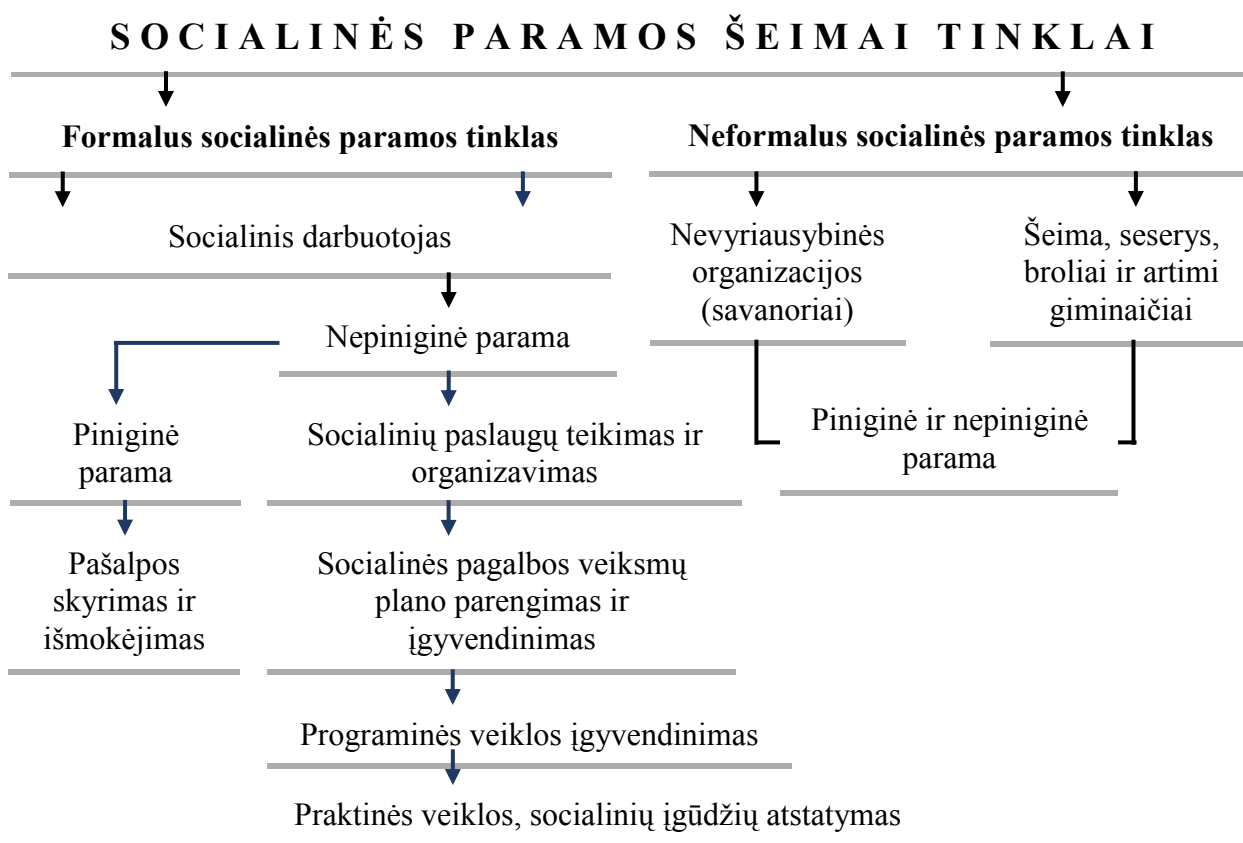 SOCIALINĖS PARAMOS ŠEIMAI TINKLAI
Formalus socialinės paramos tinklas
Neformalus socialinės paramos tinklas
Socialinis darbuotojas
Nevyriausybinės
organizacijos
(savanoriai)
Šeima, seserys,
broliai ir artimi
giminaičiai
Nepiniginė parama
Piniginė
parama
Socialinių paslaugų teikimas ir
organizavimas
Piniginė ir nepiniginė
parama
Pašalpos
skyrimas ir
išmokėjimas
Socialinės pagalbos veiksmų
plano parengimas ir
įgyvendinimas
Programinės veiklos įgyvendinimas
Praktinės veiklos, socialinių įgūdžių atstatymas